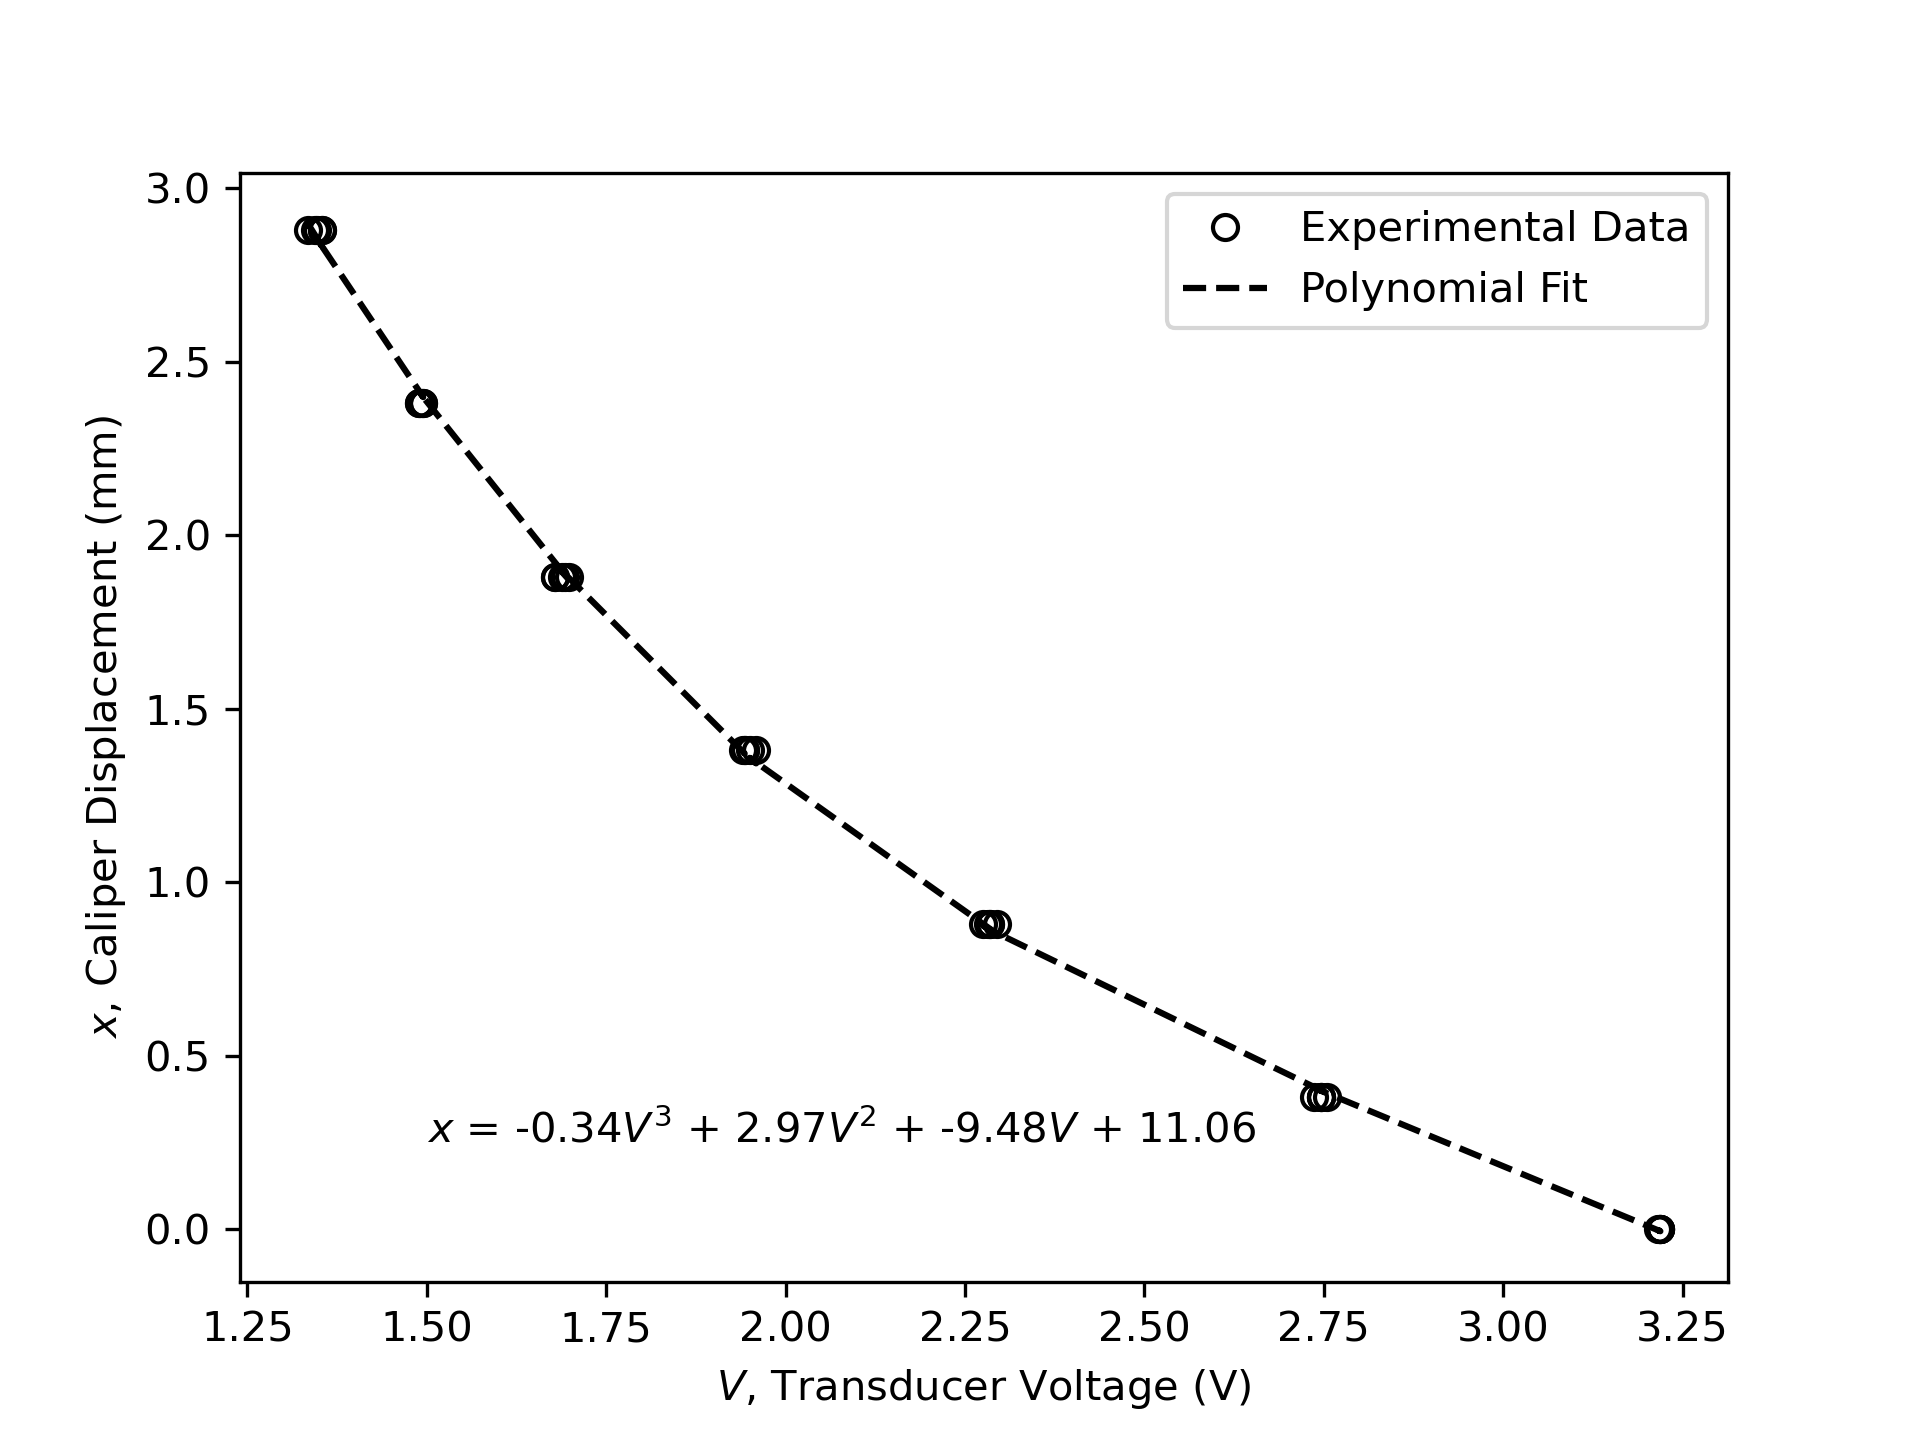 Experimental Data
Polynomial Fit
3.0
2.5
2.0
1.5
1.0
0.5
0.0
x, Caliper Displacement (mm)
x = -0.34V³ + 2.97V² + -9.48V + 11.06
1.25 1.50 1.75 2.00 2.25 2.50 2.75 3.00 3.25
V, Transducer Voltage (V)